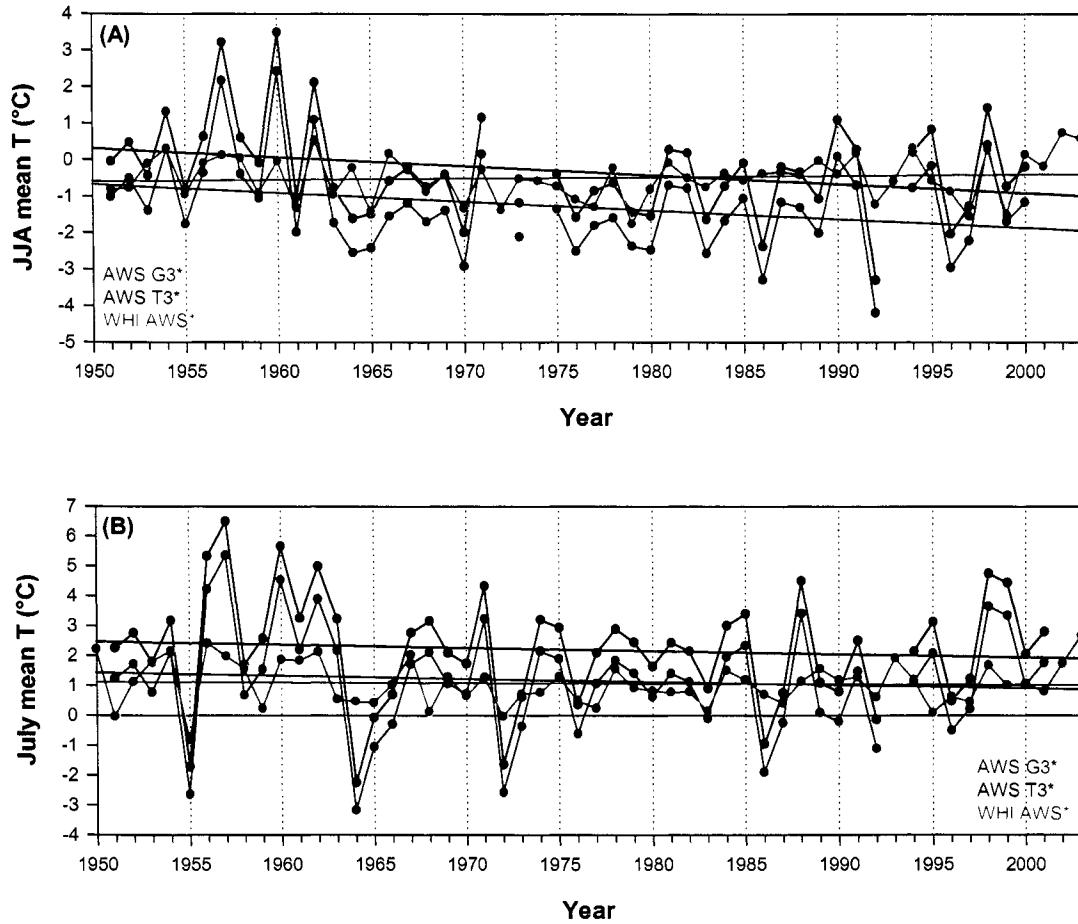 (A)
JJA mean T (°C)
4
3
2
1
0
-1
-2
-3
-4
-5
AWS G3*
AWS T3*
WHI AWS*
1950 1955 1960 1965 1970 1975 1980 1985 1990 1995 2000
Year
(B)
July mean T (°C)
7
6
5
4
3
2
1
0
-1
-2
-3
-4
AWS G3*
AWS T3*
WHI AWS*
1950 1955 1960 1965 1970 1975 1980 1985 1990 1995 2000
Year